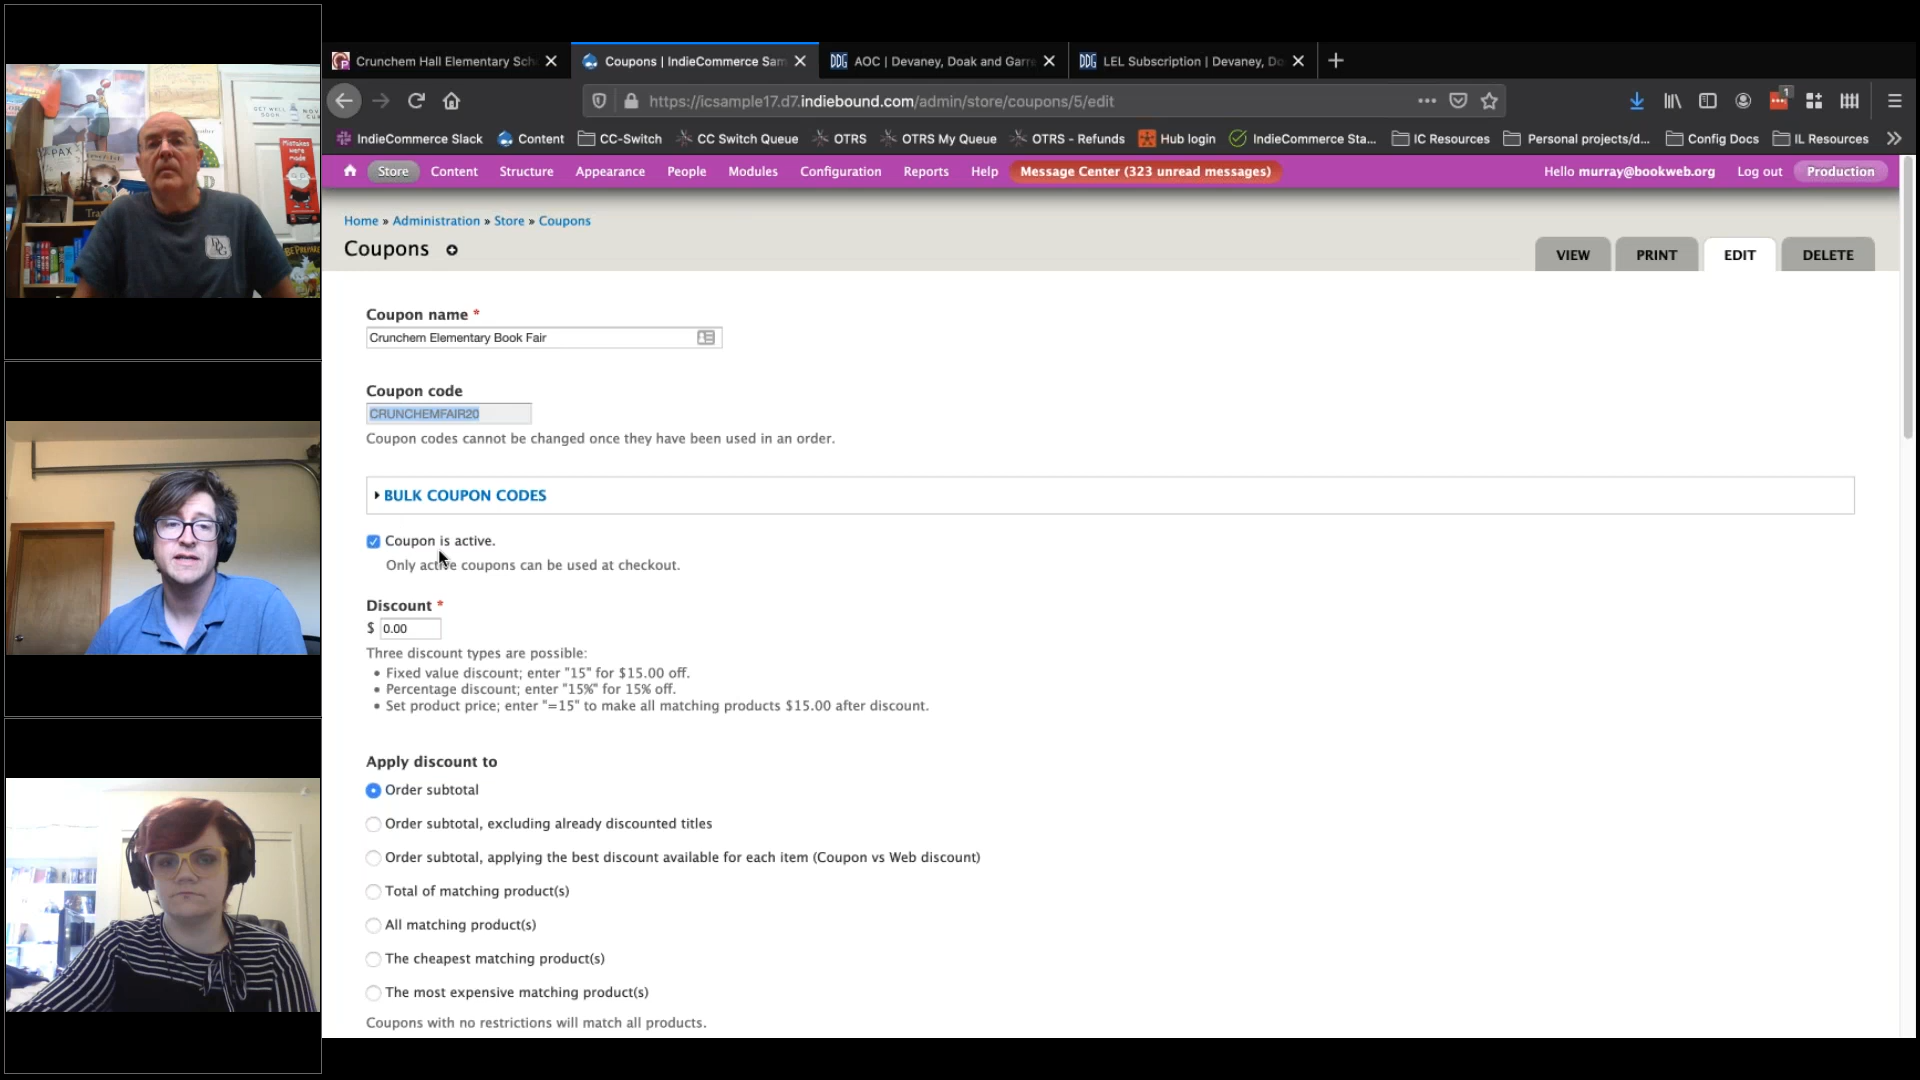 Crunchem Hall Elementary Sch
Coupons | IndieCommerce Sam
AOC | Devaney, Doak and Garre
LEL Subscription | Devaney, Do
https://icsample17.d7.indiebound.com/admin/store/coupons/5/edit
1
IndieCommerce Slack
Content
CC-Switch
CC Switch Queue
OTRS
OTRS My Queue
OTRS - Refunds
Hub login
IndieCommerce Sta...
IC Resources
Personal projects/d...
Config Docs
IL Resources
Store
Content
Structure
Appearance
People
Modules
Configuration
Reports
Help
Message Center (323 unread messages)
Hello murray@bookweb.org
Log out
Production
Home » Administration » Store » Coupons
Coupons
VIEW
PRINT
EDIT
DELETE
Coupon name *
Crunchem Elementary Book Fair
Coupon code
CRUNCHEMFAIR20
Coupon codes cannot be changed once they have been used in an order.
BULK COUPON CODES
Coupon is active.
Only active coupons can be used at checkout.
Discount *
$ 0.00
Three discount types are possible:
• Fixed value discount; enter "15" for $15.00 off.
• Percentage discount; enter "15%" for 15% off.
• Set product price; enter "=15" to make all matching products $15.00 after discount.
Apply discount to
Order subtotal
Order subtotal, excluding already discounted titles
Order subtotal, applying the best discount available for each item (Coupon vs Web discount)
Total of matching product(s)
All matching product(s)
The cheapest matching product(s)
The most expensive matching product(s)
Coupons with no restrictions will match all products.
PAX
GET WELL
SOON
Mistakes
were
made